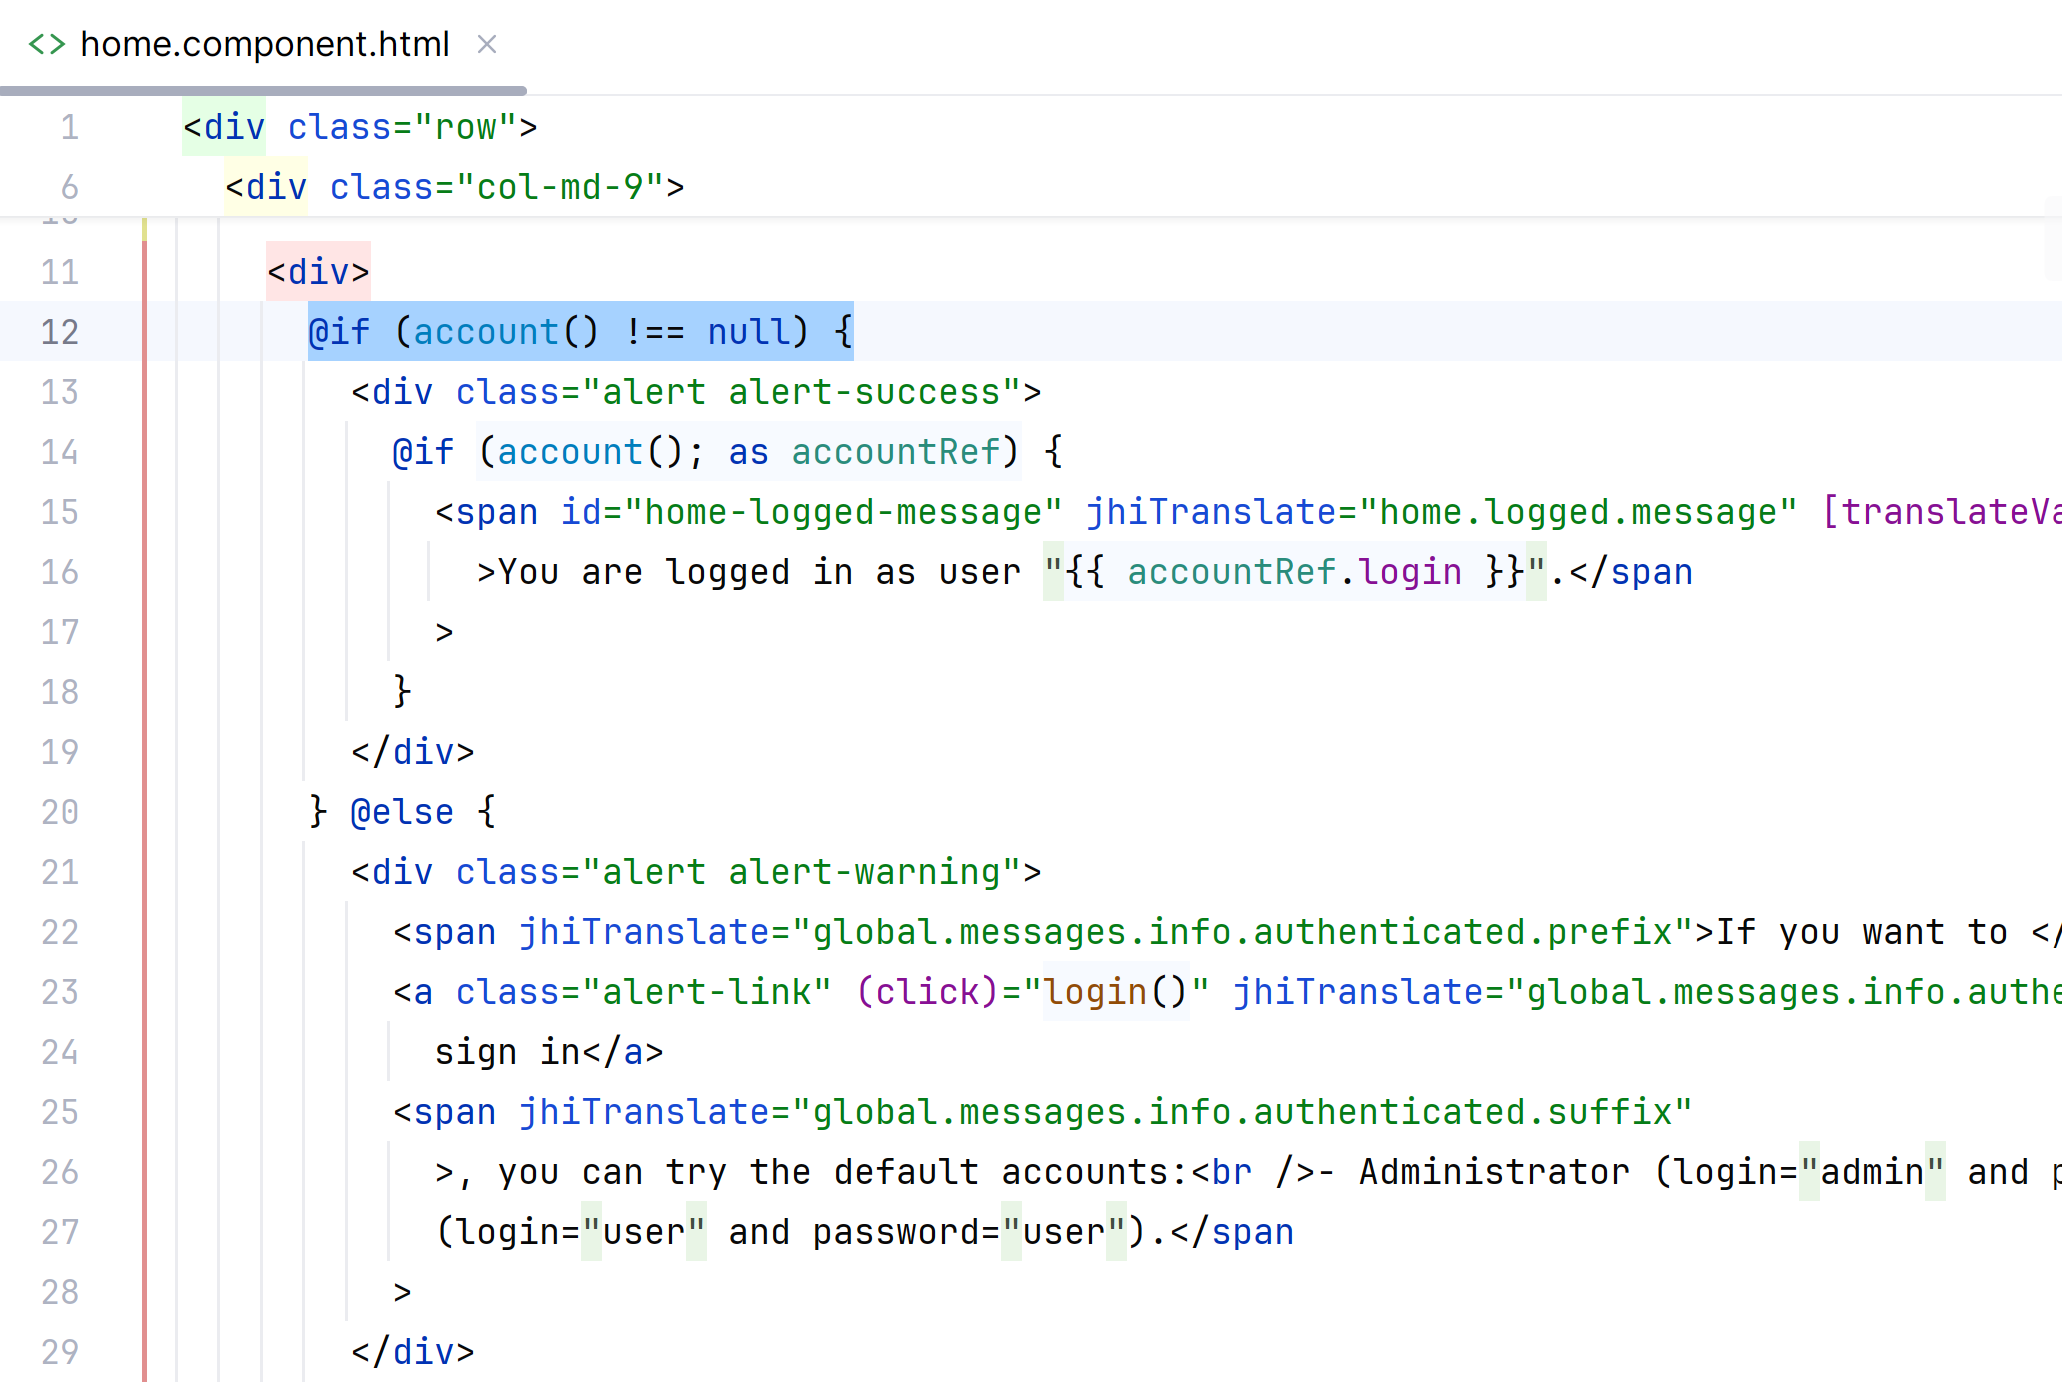 home.component.html
1 <div class="row">
6 <div class="col-md-9">
11 <div>
12 @if (account() !== null) {
13 <div class="alert alert-success">
14 @if (account(); as accountRef) {
15 <span id="home-logged-message" jhiTranslate="home.logged.message" [translateVa
16 >You are logged in as user "{{ accountRef.login }}".</span
17 >
18 }
19 </div>
20 } @else {
21 <div class="alert alert-warning">
22 <span jhiTranslate="global.messages.info.authenticated.prefix">If you want to </
23 <a class="alert-link" (click)="login()" jhiTranslate="global.messages.info.authe
24 sign in</a>
25 <span jhiTranslate="global.messages.info.authenticated.suffix"
26 >, you can try the default accounts:<br />- Administrator (login="admin" and p
27 (login="user" and password="user").</span
28 >
29 </div>